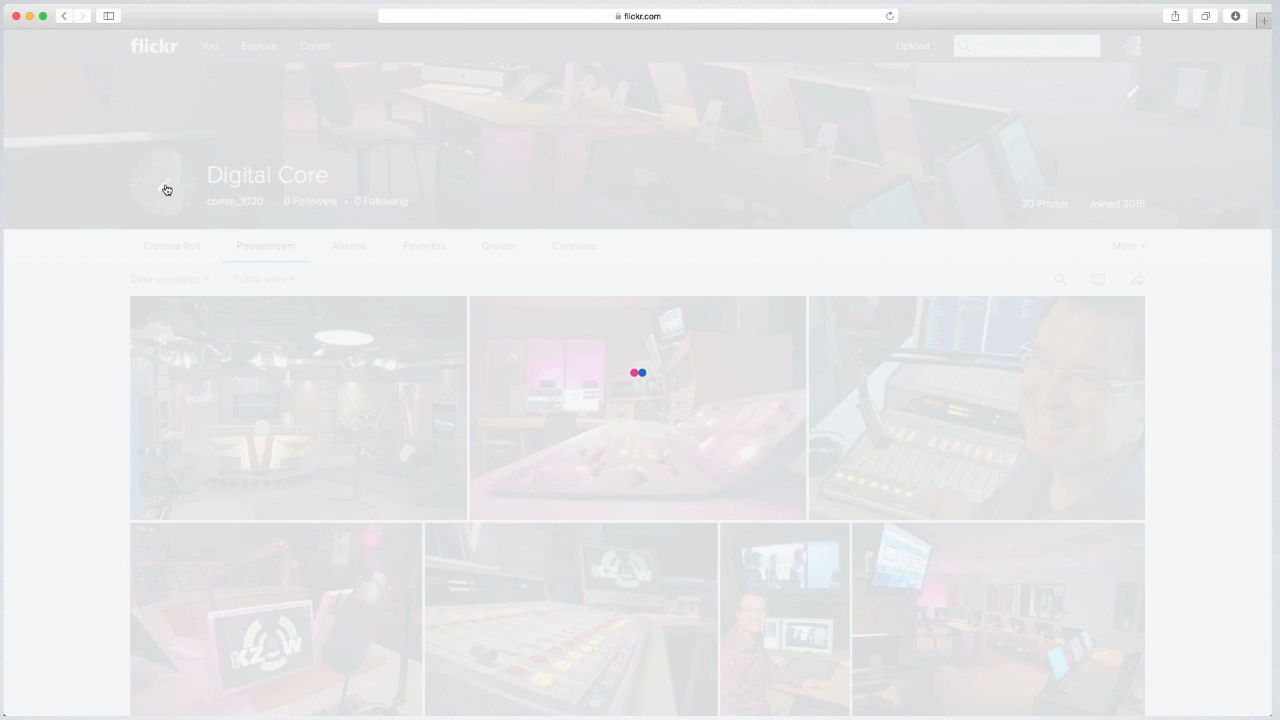 flickr.com
flickr You Explore Create Upload
Digital Core
comm_1020 0 Followers • 0 Following 20 Photos Joined 2015
Camera Roll Photostream Albums Favorites Groups Creations More
Date uploaded Public view
KZOW